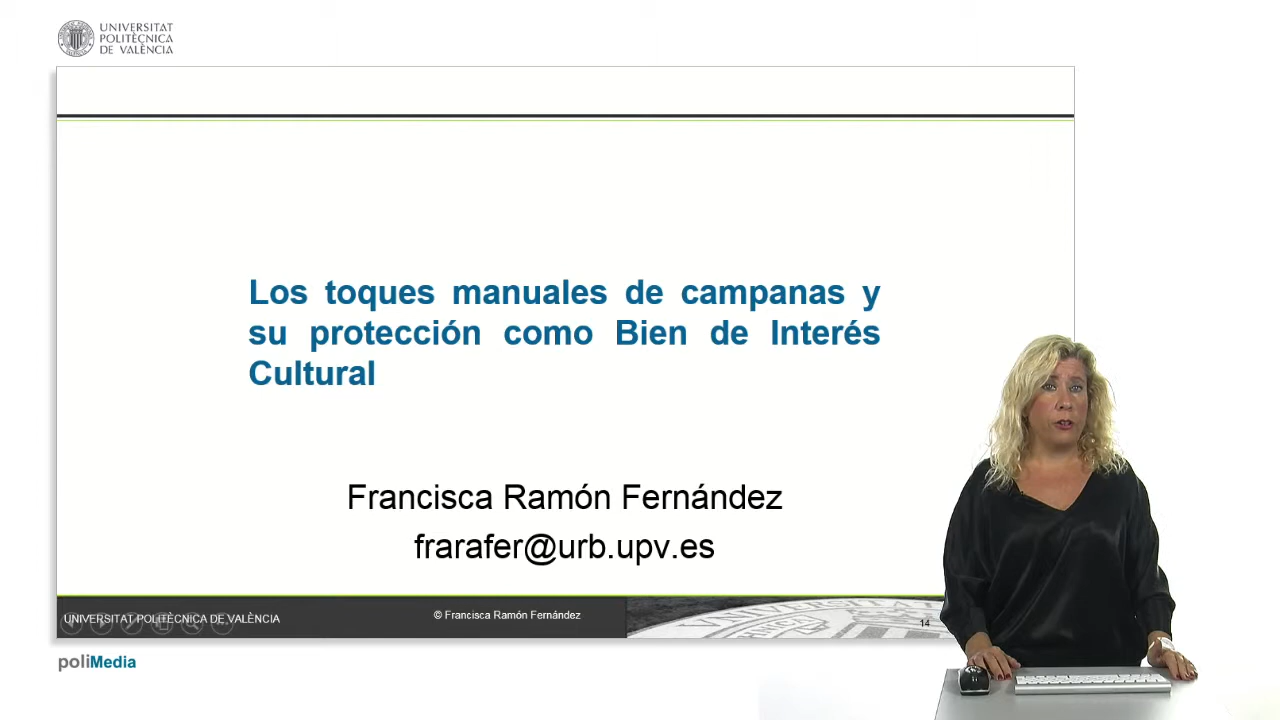 UNIVERSITAT
POLITÈCNICA
DE VALÈNCIA
Los toques manuales de campanas y
su protección como Bien de Interés
Cultural
Francisca Ramón Fernández
frarafer@urb.upv.es
UNIVERSITAT POLITÈCNICA DE VALÈNCIA
© Francisca Ramón Fernández
14
poliMedia